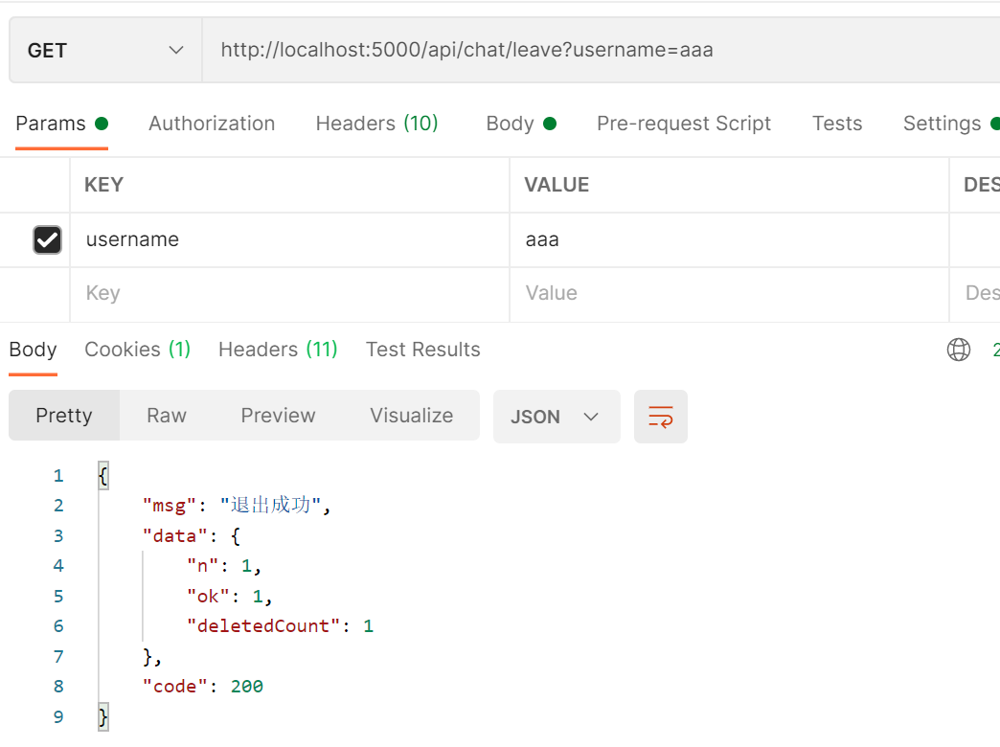 GET http://localhost:5000/api/chat/leave?username=aaa
Params Authorization Headers (10) Body Pre-request Script Tests Settings
KEY VALUE DES
username aaa
Key Value Des
Body Cookies (1) Headers (11) Test Results 2
Pretty Raw Preview Visualize JSON
1 {
2 "msg": "退出成功",
3 "data": {
4 "n": 1,
5 "ok": 1,
6 "deletedCount": 1
7 },
8 "code": 200
9 }